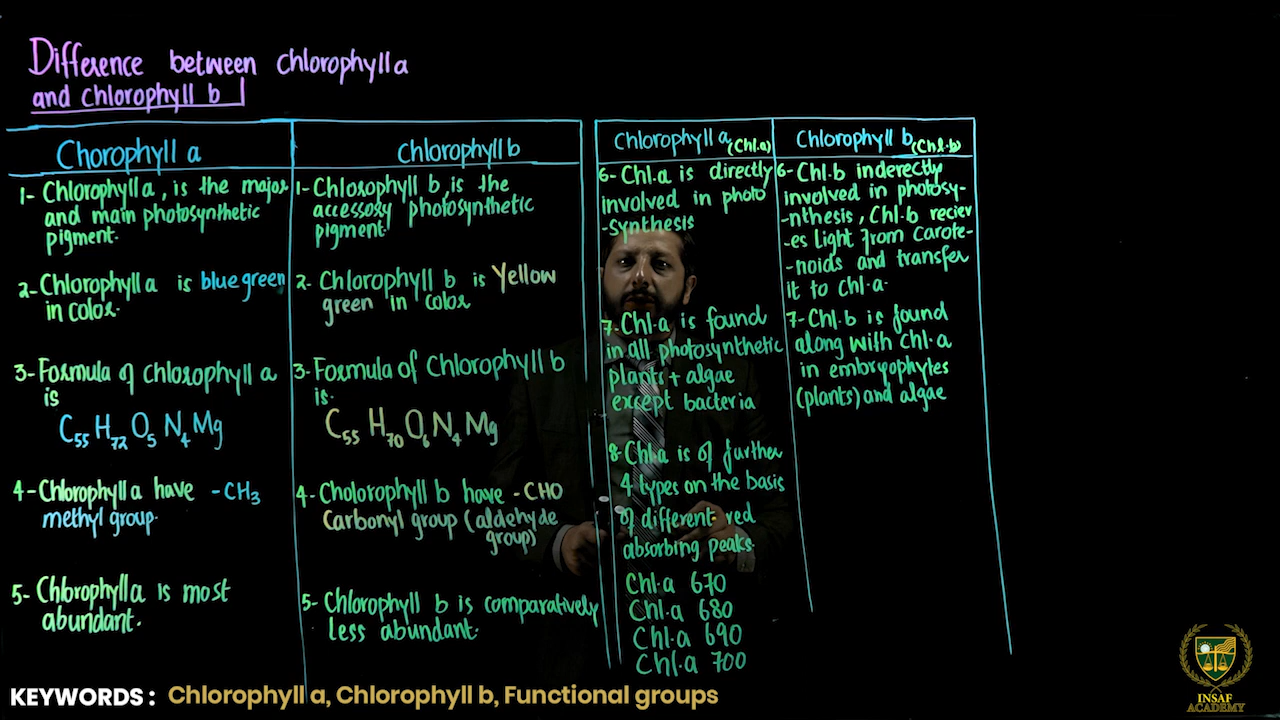 Difference between chlorophyll a
and chlorophyll b
Chorophyll a
1- Chlorophyll a, is the major
and main photosynthetic
pigment.
2- Chlorophyll a is blue green
in color.
3- Formula of chlorophyll a
is
C55 H72 O5 N4 Mg
4- Chlorophyll a have -CH3
methyl group.
5- Chlorophyll a is most
abundant.
Chlorophyll b
1- Chlorophyll b, is the
accessory photosynthetic
pigment.
2- Chlorophyll b is Yellow
green in color
3- Formula of Chlorophyll b
is.
C55 H70 O6 N4 Mg
4- Cholorophyll b have -CHO
Carbonyl group (aldehyde
group)
5- Chlorophyll b is comparatively
less abundant.
Chlorophyll a (Chl.a)
6- Chl.a is directly
involved in photo
-synthesis
7- Chl.a is found
in all photosynthetic
plants + algae
except bacteria
8- Chl.a is of further
4 types on the basis
of different red
absorbing peaks.
Chl.a 670
Chl.a 680
Chl.a 690
Chl.a 700
Chlorophyll b (Chl.b)
6- Chl.b inderectly
involved in photosy-
-nthesis, Chl.b reciev
-es Light from Carote-
-noids and transfer
it to chl.a.
7- Chl.b is found
along with Chl.a
in embryophytes
(plants) and algae
KEYWORDS : Chlorophyll a, Chlorophyll b, Functional groups
INSAF
ACADEMY